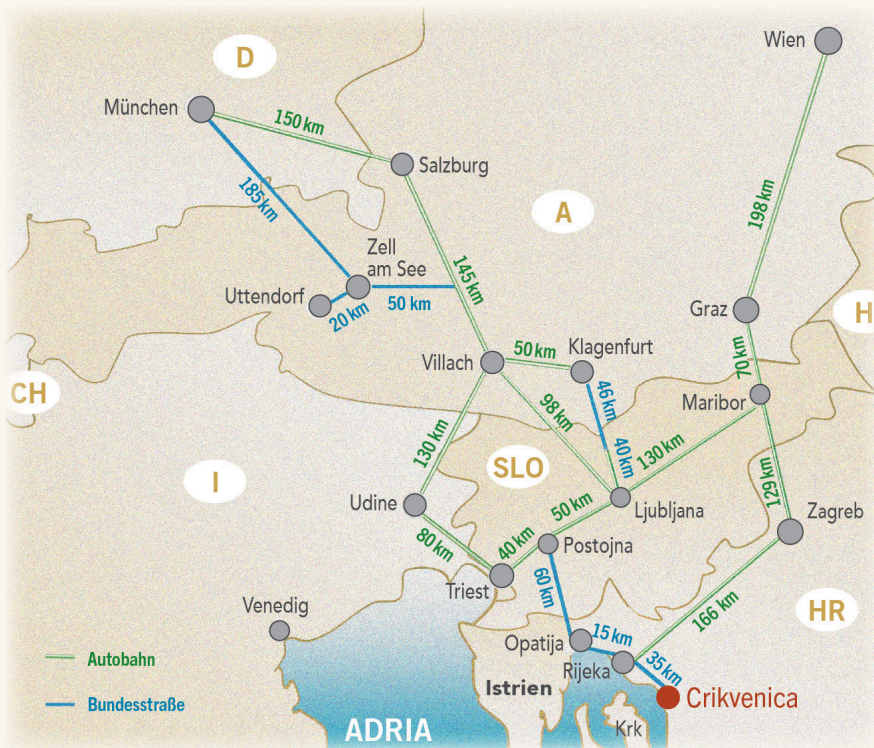 Wien
D
München
150 km
Salzburg
185 km
A
198 km
Zell
am See
145 km
Uttendorf
20 km
50 km
Graz
H
50 km
Klagenfurt
Villach
70 km
CH
46 km
98 km
Maribor
130 km
40 km
130 km
SLO
I
129 km
Udine
50 km
Ljubljana
Zagreb
80 km
40 km
Postojna
Triest
60 km
166 km
Venedig
HR
15 km
Opatija
Autobahn
Rijeka
35 km
Istrien
Crikvenica
Bundesstraße
ADRIA
Krk